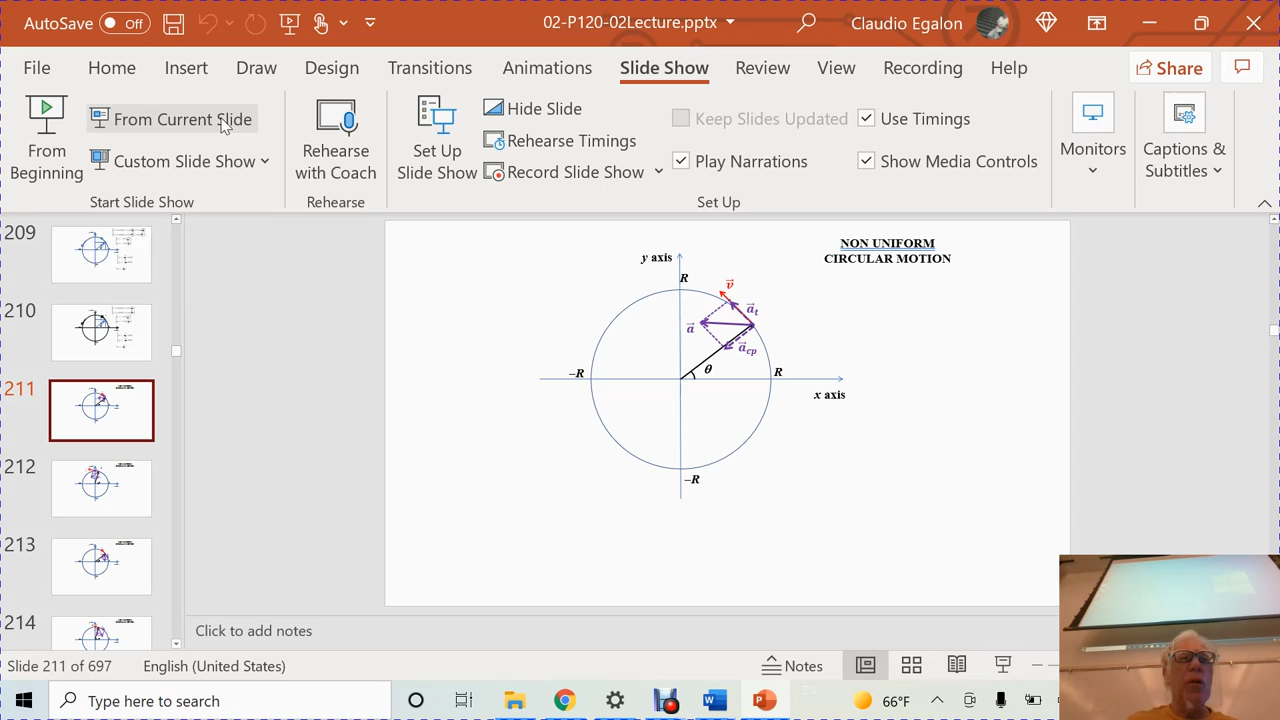 AutoSave Off 02-P120-02Lecture.pptx Claudio Egalon
File Home Insert Draw Design Transitions Animations Slide Show Review View Recording Help Share
From Beginning
From Current Slide
Custom Slide Show
Start Slide Show
Rehearse with Coach
Rehearse
Set Up Slide Show
Hide Slide
Rehearse Timings
Record Slide Show
Keep Slides Updated
Use Timings
Play Narrations
Show Media Controls
Set Up
Monitors
Captions & Subtitles
209
210
211
212
213
214
NON UNIFORM
CIRCULAR MOTION
y axis
R
v⃗
a⃗t
a⃗
a⃗cp
θ
–R
R
x axis
–R
Click to add notes
Slide 211 of 697 English (United States) Notes
Type here to search 66°F